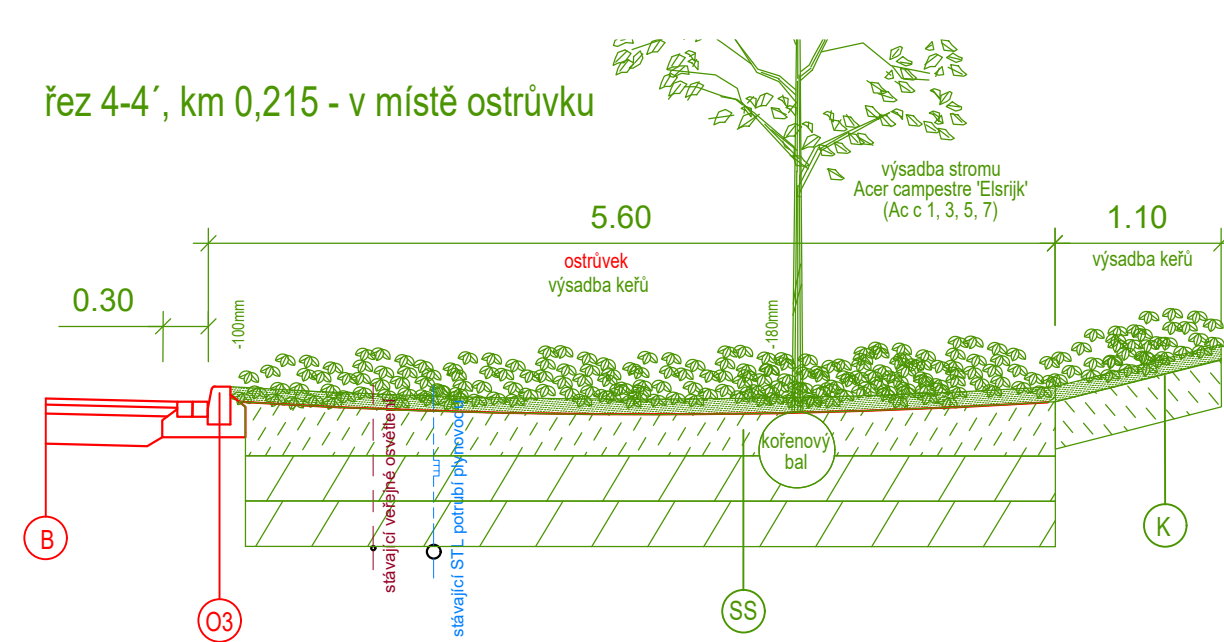 řez 4-4´, km 0,215 - v místě ostrůvku
výsadba stromu
Acer campestre 'Elsrijk'
(Ac c 1, 3, 5, 7)
5.60
1.10
ostrůvek
výsadba keřů
výsadba keřů
0.30
-100mm
-180mm
stávající veřejné osvětlení
stávající STL potrubí plynovodu
kořenový
bal
B
O3
SS
K